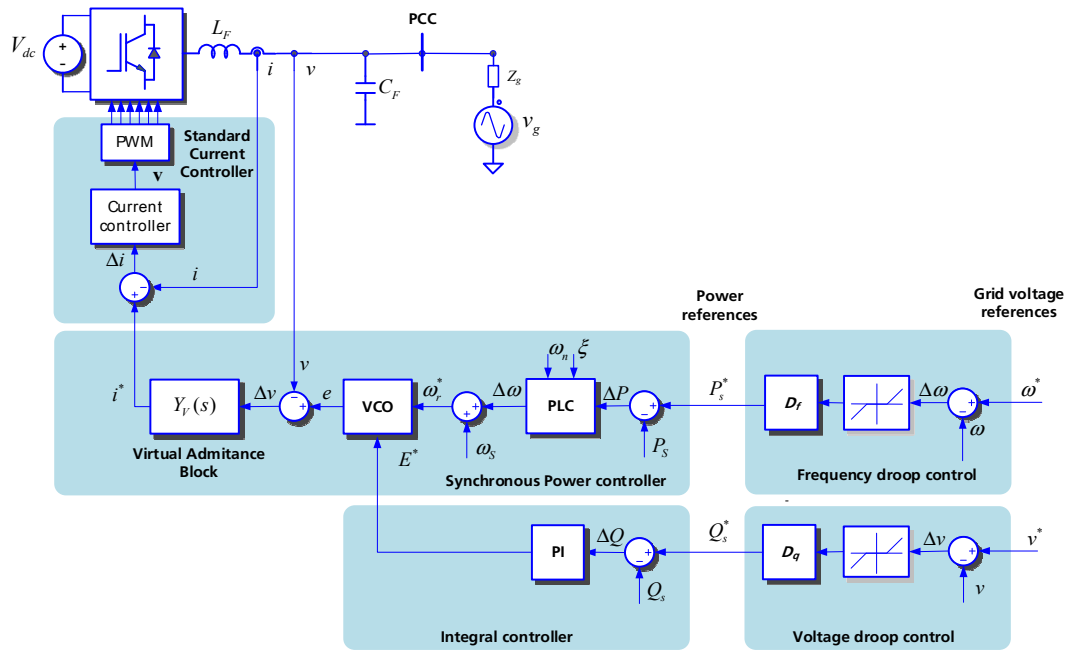 PCC
L_F
V_dc
+
−
i
v
C_F
Z_g
v_g
PWM
Standard
Current
Controller
v
Current
controller
Δi
i
+
-
Power
references
Grid voltage
references
i*
Y_V(s)
Δv
v
-
+
e
VCO
ω_r*
+
+
ω_S
Δω
ω_n
ξ
PLC
ΔP
+
-
P_S
P_s*
D_f
Δω
+
-
ω
ω*
E*
Virtual Admitance
Block
Synchronous Power controller
Frequency droop control
PI
ΔQ
+
-
Q_s
Q_s*
D_q
Δv
+
-
v
v*
Integral controller
Voltage droop control